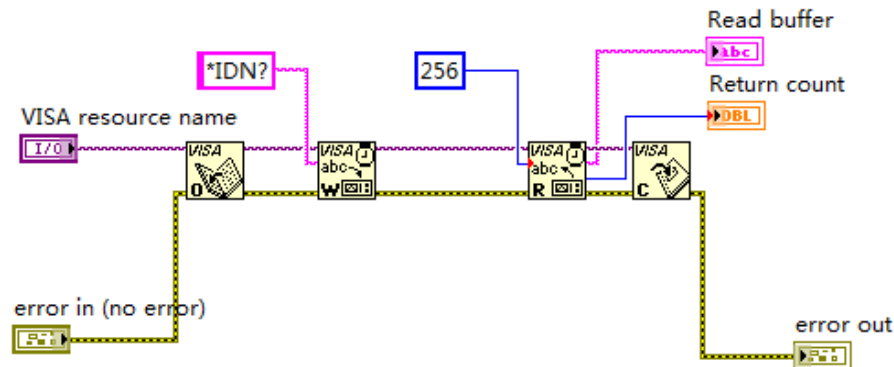 Read buffer
abc
*IDN?
256
Return count
DBL
VISA resource name
I/O
VISA
O
VISA
abc
W
VISA
abc
R
VISA
C
error in (no error)
error out